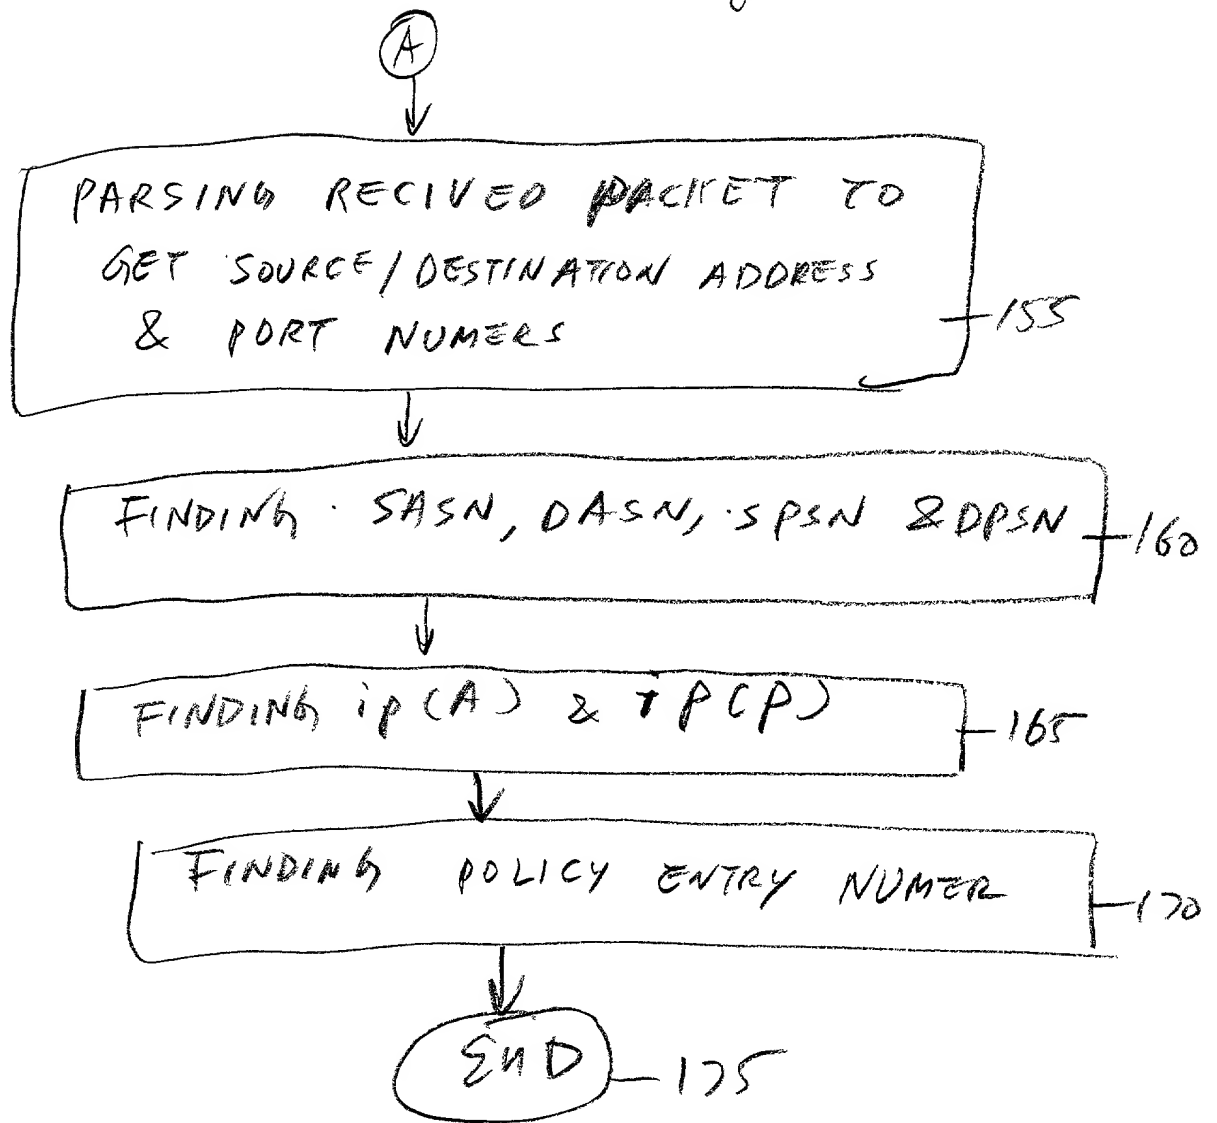 A
PARSING RECIVED PACKET TO
GET SOURCE/DESTINATION ADDRESS
& PORT NUMERS
155
FINDING SASN, DASN, SPSN & DPSN
160
FINDING ip(A) & ip(p)
165
FINDING POLICY ENTRY NUMER
170
END
175